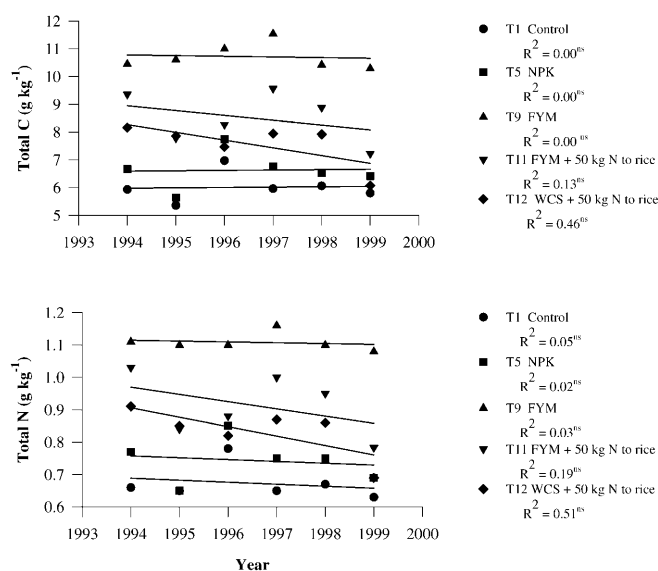 12
11
10
9
8
7
6
5
Total C (g kg⁻¹)
1993 1994 1995 1996 1997 1998 1999 2000
T1 Control
R² = 0.00ⁿˢ
T5 NPK
R² = 0.00ⁿˢ
T9 FYM
R² = 0.00 ⁿˢ
T11 FYM + 50 kg N to rice
R² = 0.13ⁿˢ
T12 WCS + 50 kg N to rice
R² = 0.46ⁿˢ
1.2
1.1
1.0
0.9
0.8
0.7
0.6
Total N (g kg⁻¹)
1993 1994 1995 1996 1997 1998 1999 2000
Year
T1 Control
R² = 0.05ⁿˢ
T5 NPK
R² = 0.02ⁿˢ
T9 FYM
R² = 0.03ⁿˢ
T11 FYM + 50 kg N to rice
R² = 0.19ⁿˢ
T12 WCS + 50 kg N to rice
R² = 0.51ⁿˢ